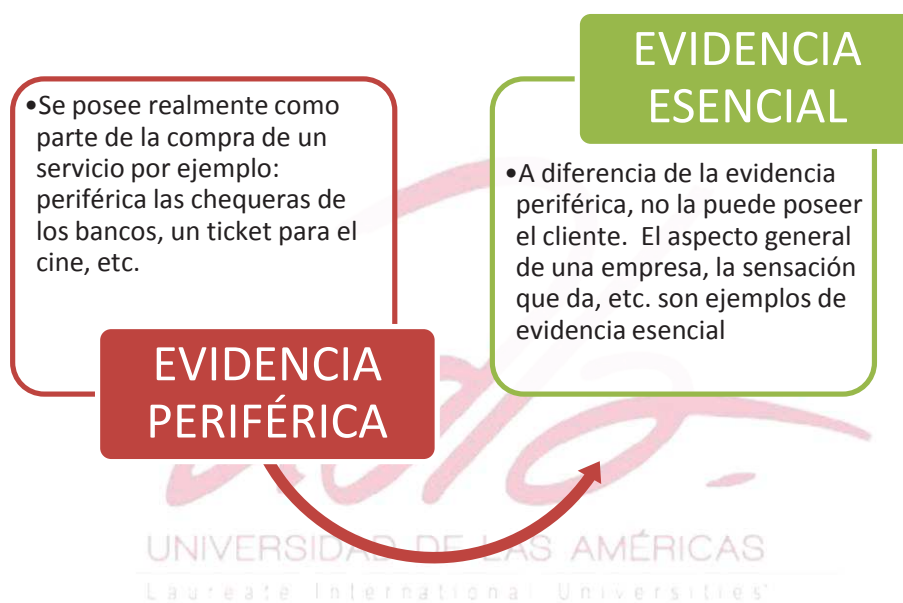 •Se posee realmente como
parte de la compra de un
servicio por ejemplo:
periférica las chequeras de
los bancos, un ticket para el
cine, etc.
EVIDENCIA
PERIFÉRICA
EVIDENCIA
ESENCIAL
•A diferencia de la evidencia
periférica, no la puede poseer
el cliente. El aspecto general
de una empresa, la sensación
que da, etc. son ejemplos de
evidencia esencial
udla
UNIVERSIDAD DE LAS AMÉRICAS
Laureate International Universities